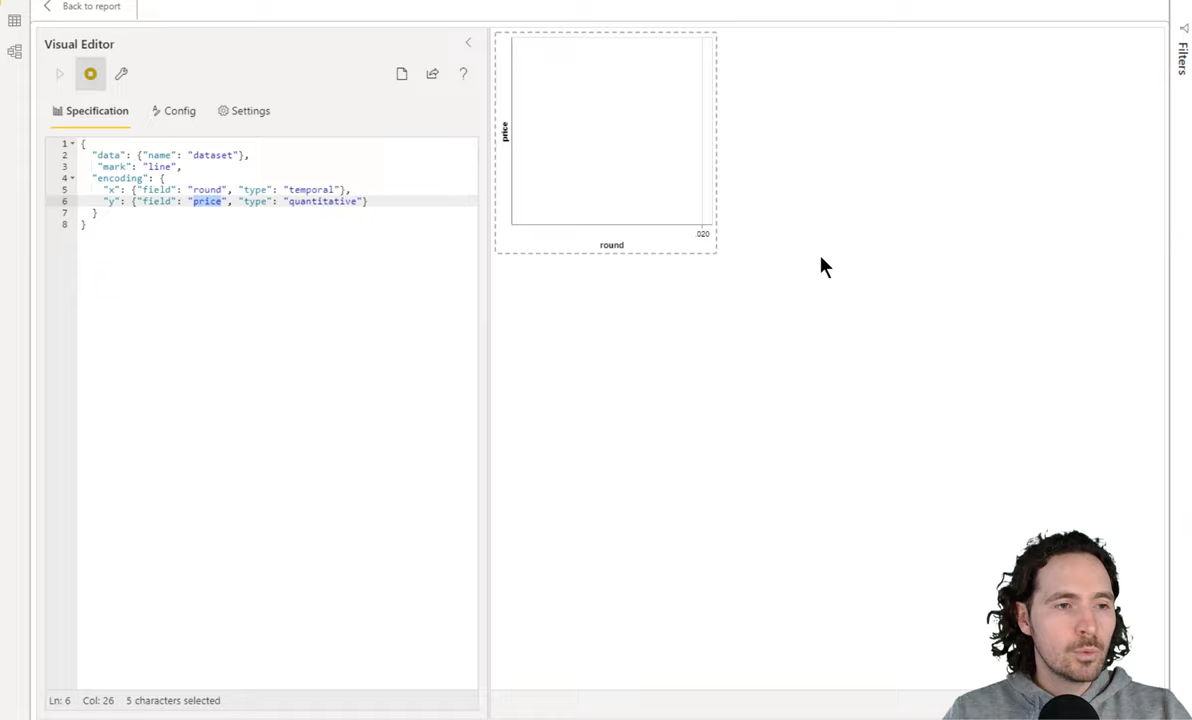 Back to report
Visual Editor
Specification
Config
Settings
1 {
2 "data": {"name": "dataset"},
3 "mark": "line",
4 "encoding": {
5 "x": {"field": "round", "type": "temporal"},
6 "y": {"field": "price", "type": "quantitative"}
7 }
8 }
Ln: 6 Col: 26 5 characters selected
price
.020
round
Filters